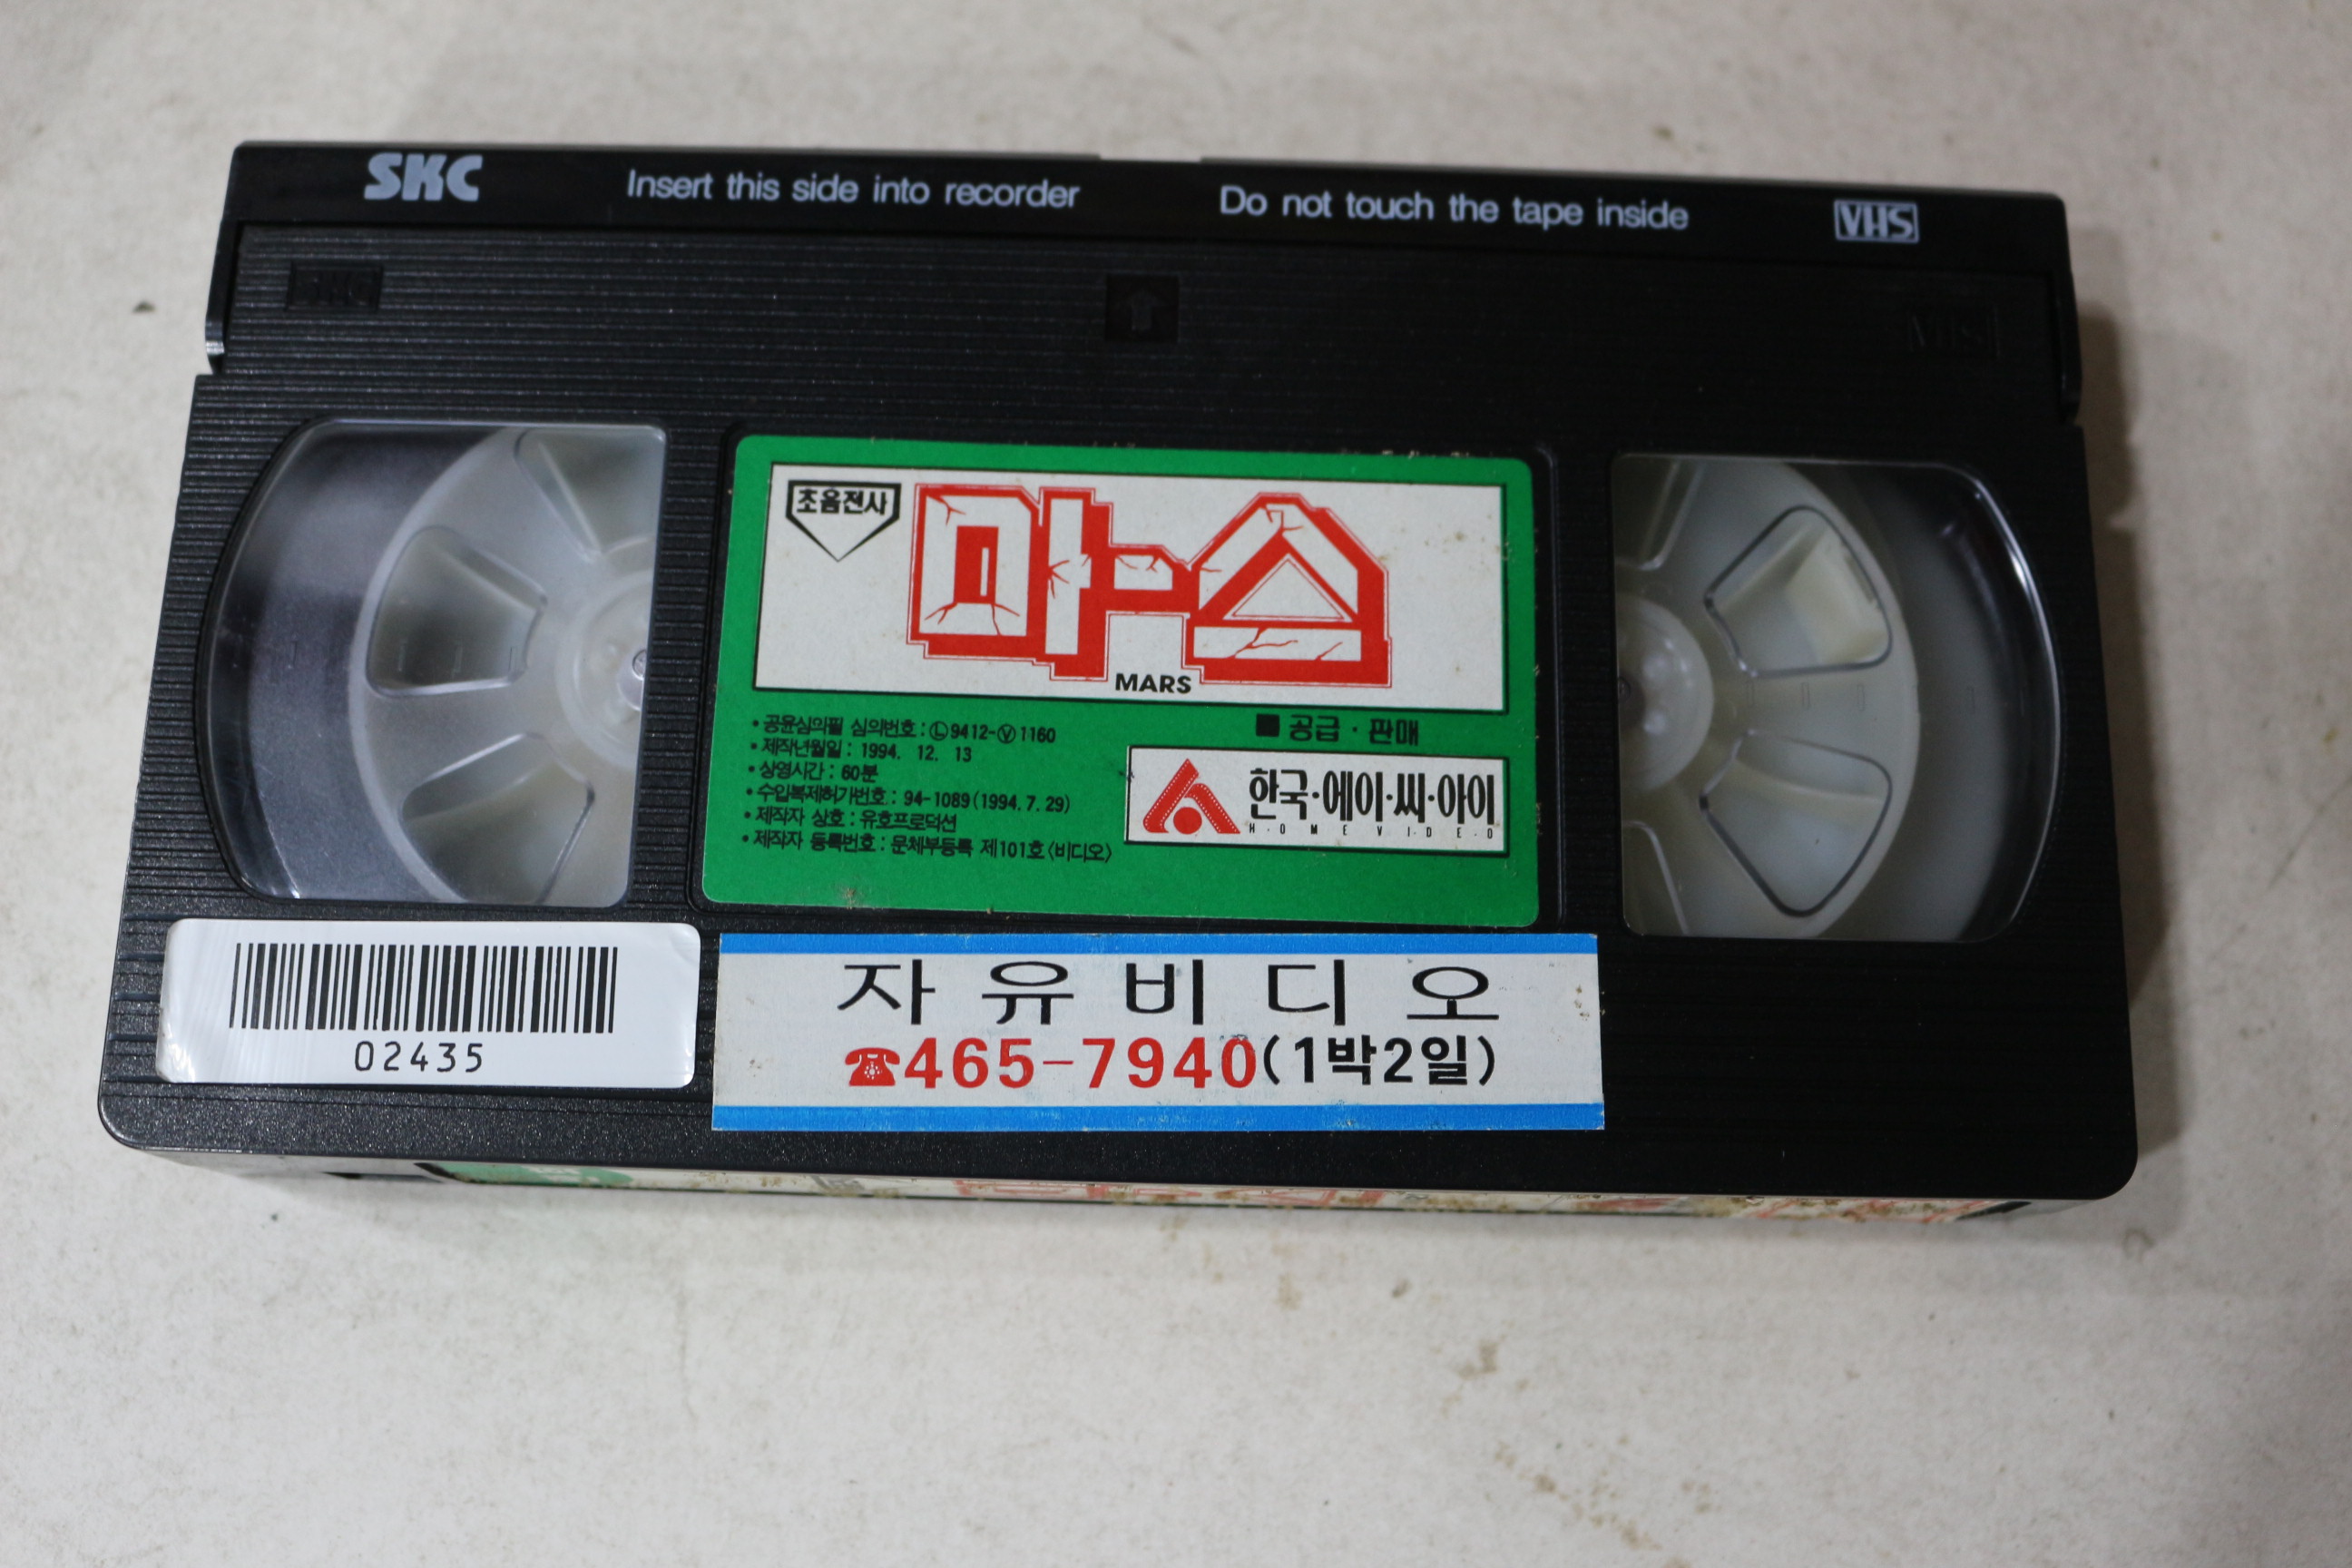 SKC Insert this side into recorder Do not touch the tape inside VHS
SKC
VHS
초음전사
마스
MARS
• 공윤심의필 심의번호 : Ⓛ9412-Ⓥ1160
• 제작년월일 : 1994. 12. 13
• 상영시간 : 60분
• 수입복제허가번호 : 94-1089(1994.7.29)
• 제작자 상호 : 유호프로덕션
• 제작자 등록번호 : 문체부등록 제101호〈비디오〉
■ 공급·판매
한국·에이·씨·아이
H·O·M·E V·I·D·E·O
02435
자유비디오
☎465-7940(1박2일)